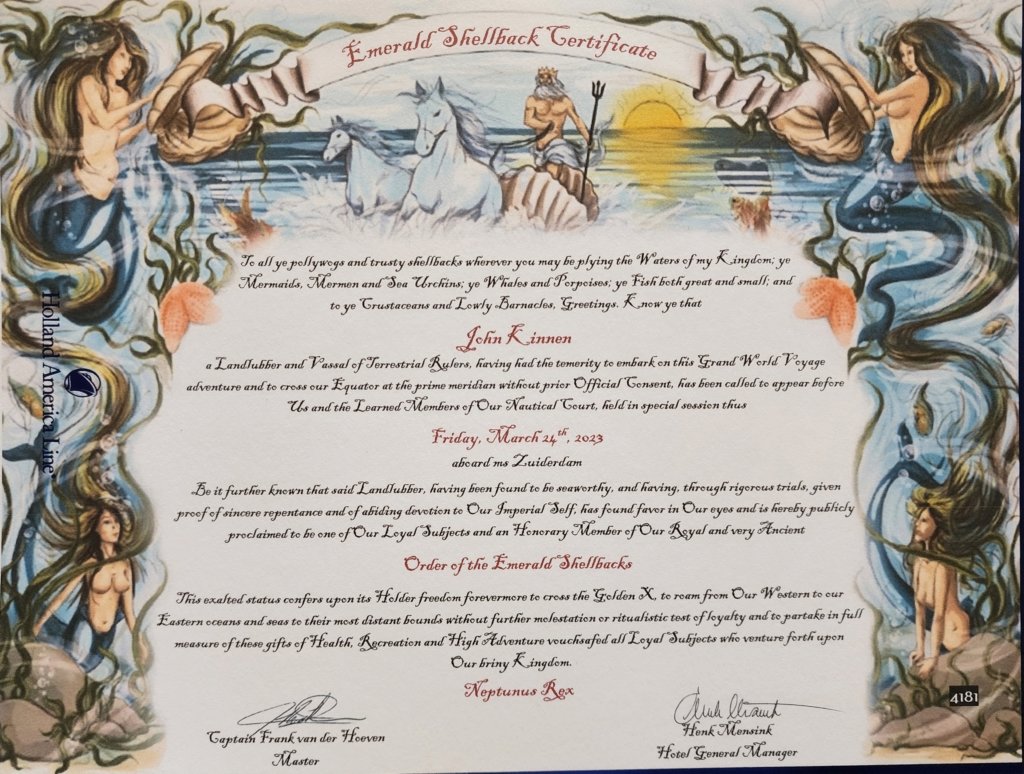 Emerald Shellback Certificate
To all ye pollywogs and trusty shellbacks wherever you may be plying the Waters of my Kingdom; ye
Mermaids, Mermen and Sea Urchins; ye Whales and Porpoises; ye Fish both great and small; and
to ye Crustaceans and Lowly Barnacles, Greetings. Know ye that
John Kinnen
a Landlubber and Vassal of Terrestrial Rulers, having had the temerity to embark on this Grand World Voyage
adventure and to cross our Equator at the prime meridian without prior Official Consent, has been called to appear before
Us and the Learned Members of Our Nautical Court, held in special session thus
Friday, March 24th, 2023
aboard ms Zuiderdam
Be it further known that said Landlubber, having been found to be seaworthy, and having, through rigorous trials, given
proof of sincere repentance and of abiding devotion to Our Imperial Self, has found favor in Our eyes and is hereby publicly
proclaimed to be one of Our Loyal Subjects and an Honorary Member of Our Royal and very Ancient
Order of the Emerald Shellbacks
This exalted status confers upon its Holder freedom forevermore to cross the Golden X, to roam from Our Western to our
Eastern oceans and seas to their most distant bounds without further molestation or ritualistic test of loyalty and to partake in full
measure of these gifts of Health, Recreation and High Adventure vouchsafed all Loyal Subjects who venture forth upon
Our briny Kingdom.
Neptunus Rex
Captain Frank van der Hoeven
Master
Henk Mensink
Hotel General Manager
Holland America Line
4181